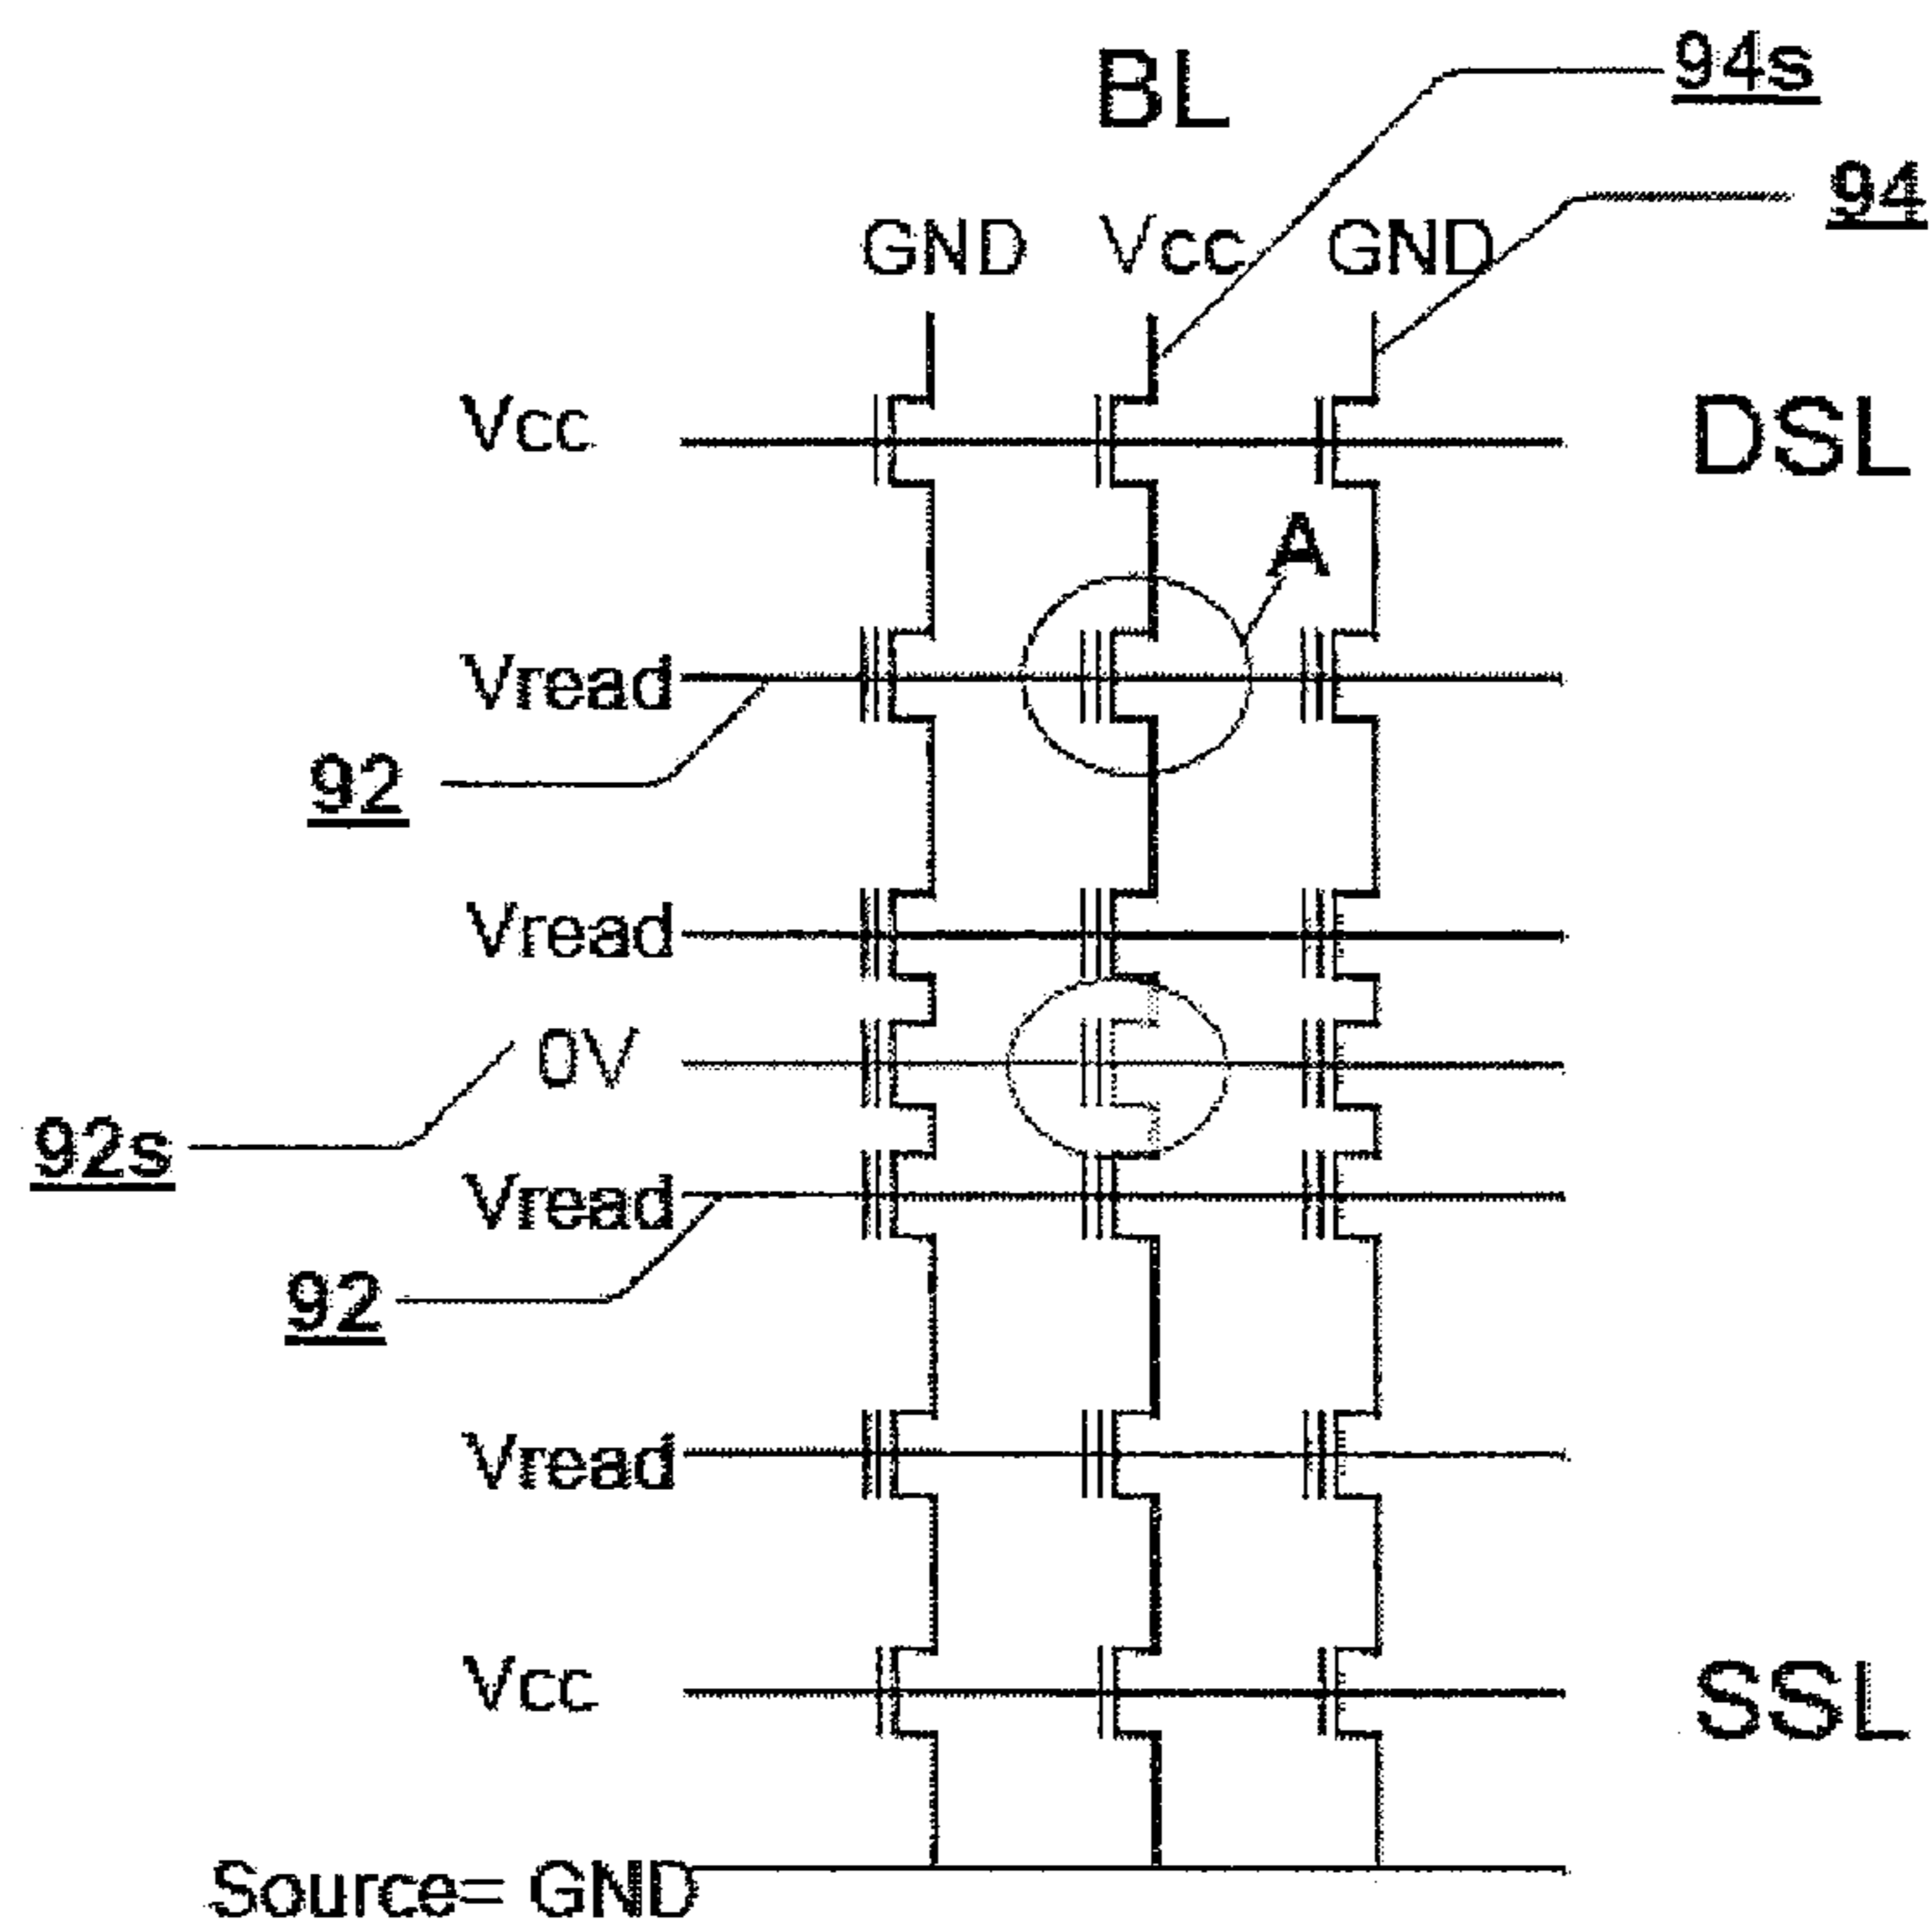 94s
BL
94
GND Vcc GND
Vcc
DSL
A
Vread
92
Vread
0V
92s
Vread
92
Vread
Vcc
SSL
Source= GND